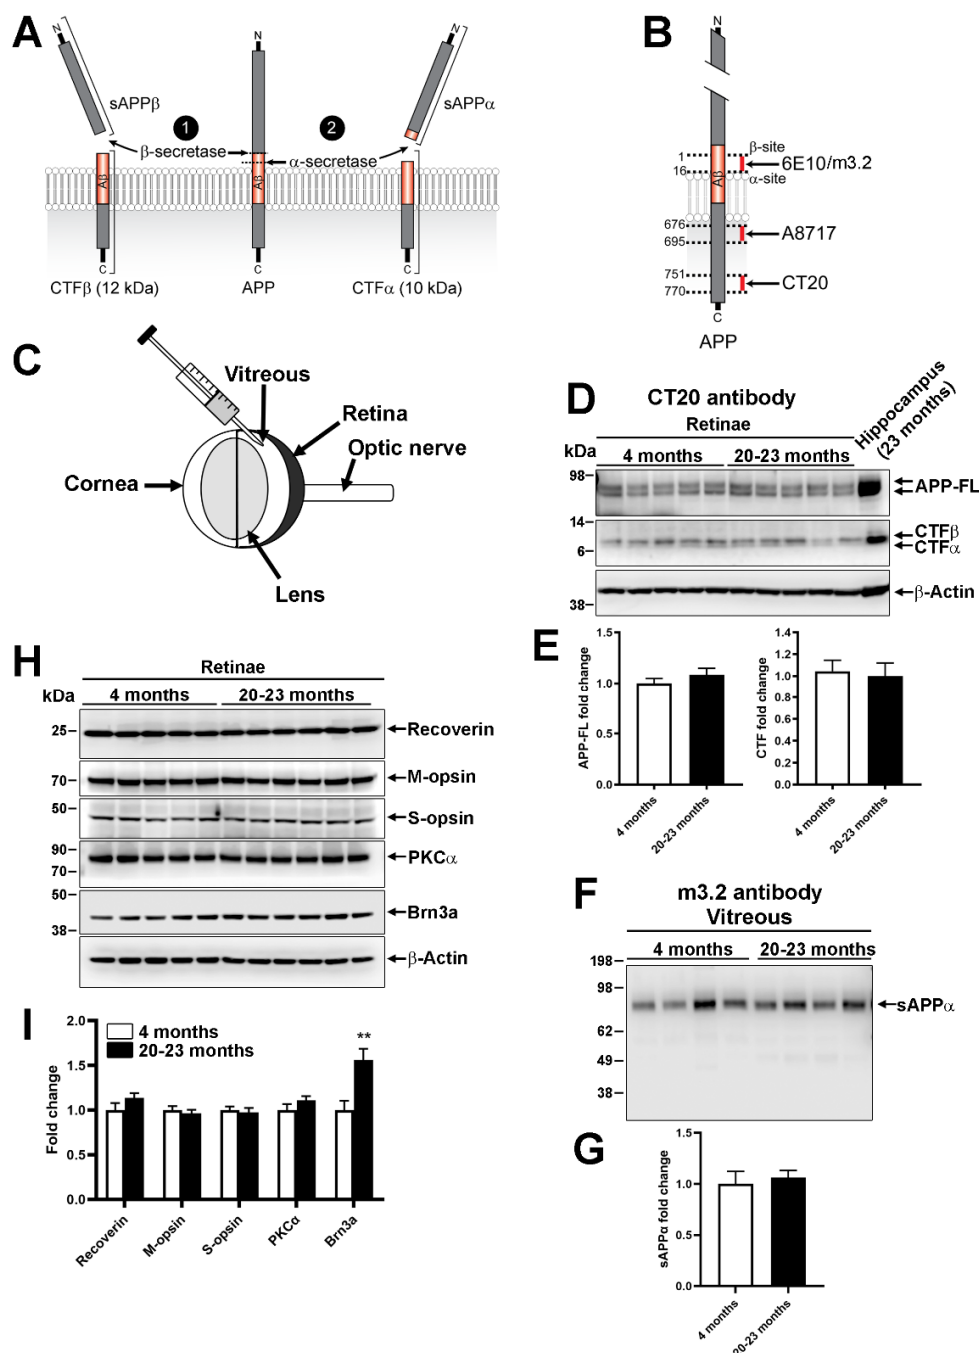 A
N
sAPPβ
1
β-secretase
N
2
α-secretase
N
sAPPα
Aβ
Aβ
C
C
C
CTFβ (12 kDa)
APP
CTFα (10 kDa)
B
N
β-site
1
6E10/m3.2
16
α-site
Aβ
676
A8717
695
751
CT20
770
C
APP
C
Vitreous
Retina
Optic nerve
Cornea
Lens
D
CT20 antibody
Hippocampus
(23 months)
Retinae
kDa
4 months
20-23 months
98
APP-FL
14
CTFβ
CTFα
6
β-Actin
38
E
APP-FL fold change
1.5
1.0
0.5
0.0
4 months
20-23 months
CTF fold change
1.4
1.2
1.0
0.8
0.6
0.4
0.2
0.0
4 months
20-23 months
H
Retinae
kDa
4 months
20-23 months
25
Recoverin
70
M-opsin
50
S-opsin
90
PKCα
70
50
Brn3a
38
β-Actin
F
m3.2 antibody
Vitreous
4 months
20-23 months
198
98
sAPPα
62
49
38
I
Fold change
2.0
1.5
1.0
0.5
0.0
4 months
20-23 months
**
Recoverin
M-opsin
S-opsin
PKCα
Brn3a
G
sAPPα fold change
1.5
1.0
0.5
0.0
4 months
20-23 months